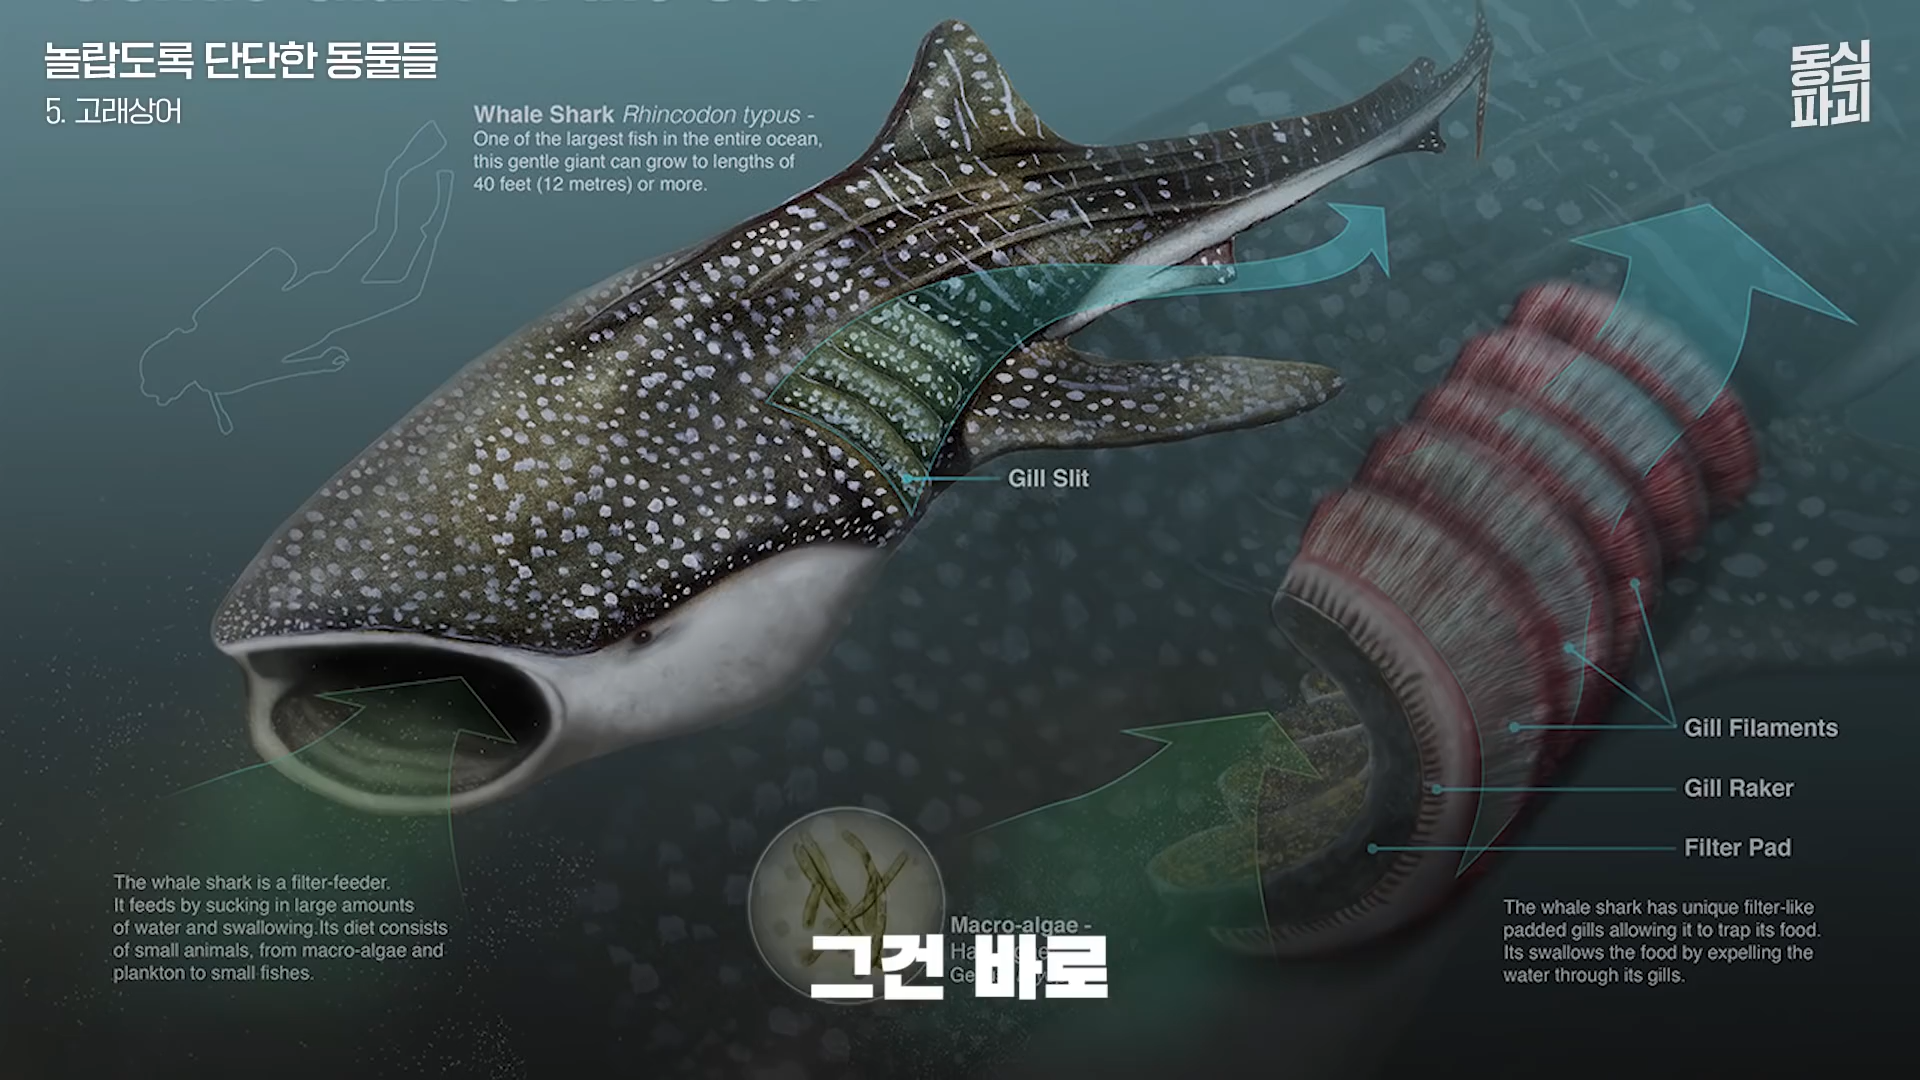 놀랍도록 단단한 동물들
5. 고래상어
동심
파괴
Whale Shark Rhincodon typus -
One of the largest fish in the entire ocean,
this gentle giant can grow to lengths of
40 feet (12 metres) or more.
Gill Slit
Gill Filaments
Gill Raker
Filter Pad
The whale shark is a filter-feeder.
It feeds by sucking in large amounts
of water and swallowing.Its diet consists
of small animals, from macro-algae and
plankton to small fishes.
Macro-algae -
그건 바로
The whale shark has unique filter-like
padded gills allowing it to trap its food.
Its swallows the food by expelling the
water through its gills.